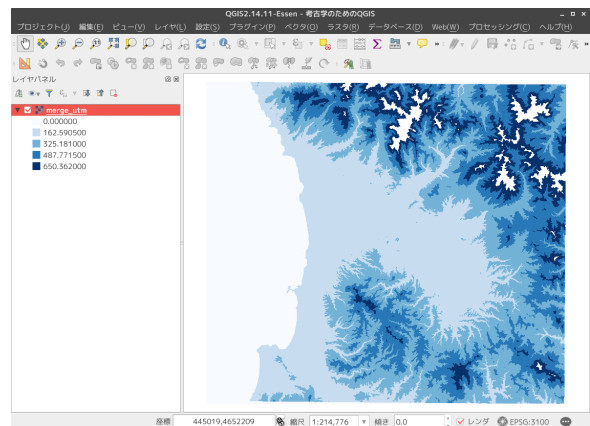 QGIS2.14.11-Essen - 考古学のためのQGIS
プロジェクト(J) 編集(E) ビュー(V) レイヤ(L) 設定(S) プラグイン(P) ベクタ(O) ラスタ(R) データベース(D) Web(W) プロセッシング(C) ヘルプ(H)
レイヤパネル
merge_utm
0.000000
162.590500
325.181000
487.771500
650.362000
座標 445019,4652209 縮尺 1:214,776 傾き 0.0 レンダ EPSG:3100